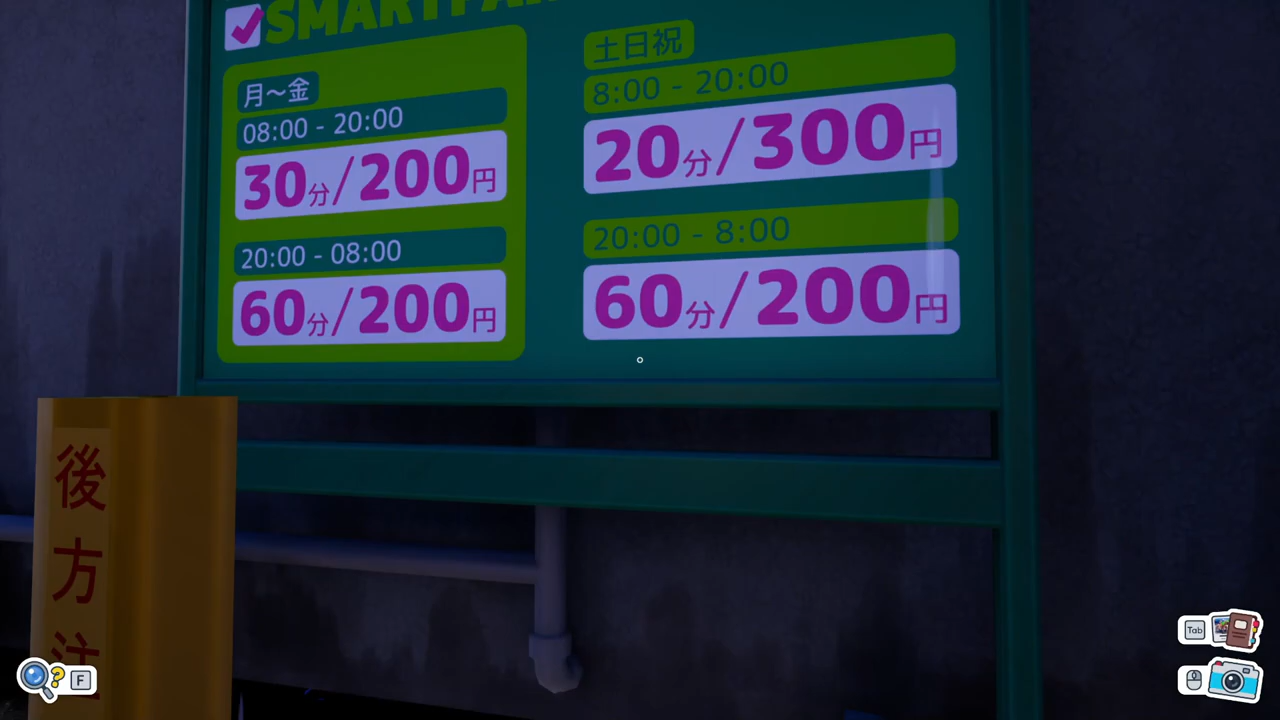 月〜金
08:00 - 20:00
30分/200円
20:00 - 08:00
60分/200円
土日祝
8:00 - 20:00
20分/300円
20:00 - 8:00
60分/200円
後方
F
Tab